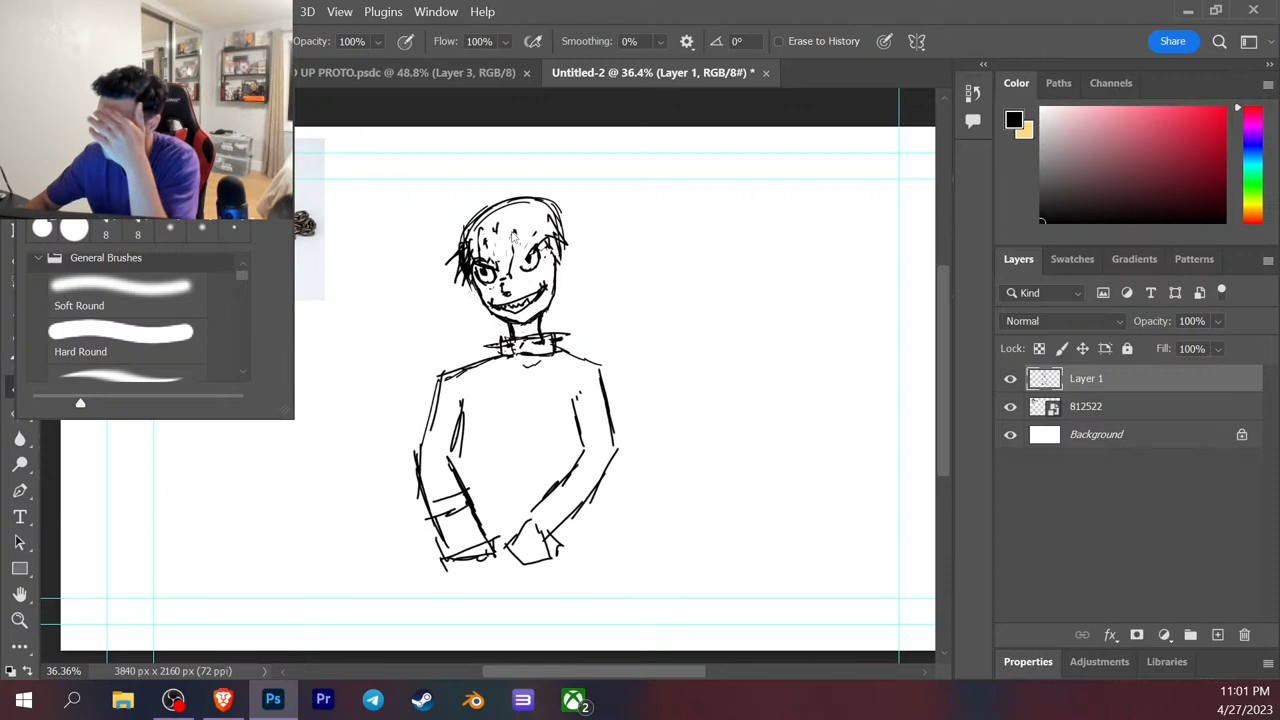 3D View Plugins Window Help
Opacity: 100% Flow: 100% Smoothing: 0% 0° Erase to History Share
D UP PROTO.psdc @ 48.8% (Layer 3, RGB/8) × Untitled-2 @ 36.4% (Layer 1, RGB/8#) * ×
Color Paths Channels
8 8
General Brushes
Soft Round
Hard Round
Layers Swatches Gradients Patterns
Kind
Normal Opacity: 100%
Lock: Fill: 100%
Layer 1
812522
Background
Properties Adjustments Libraries
36.36% 3840 px x 2160 px (72 ppi)
Ps Pr 2
11:01 PM
4/27/2023